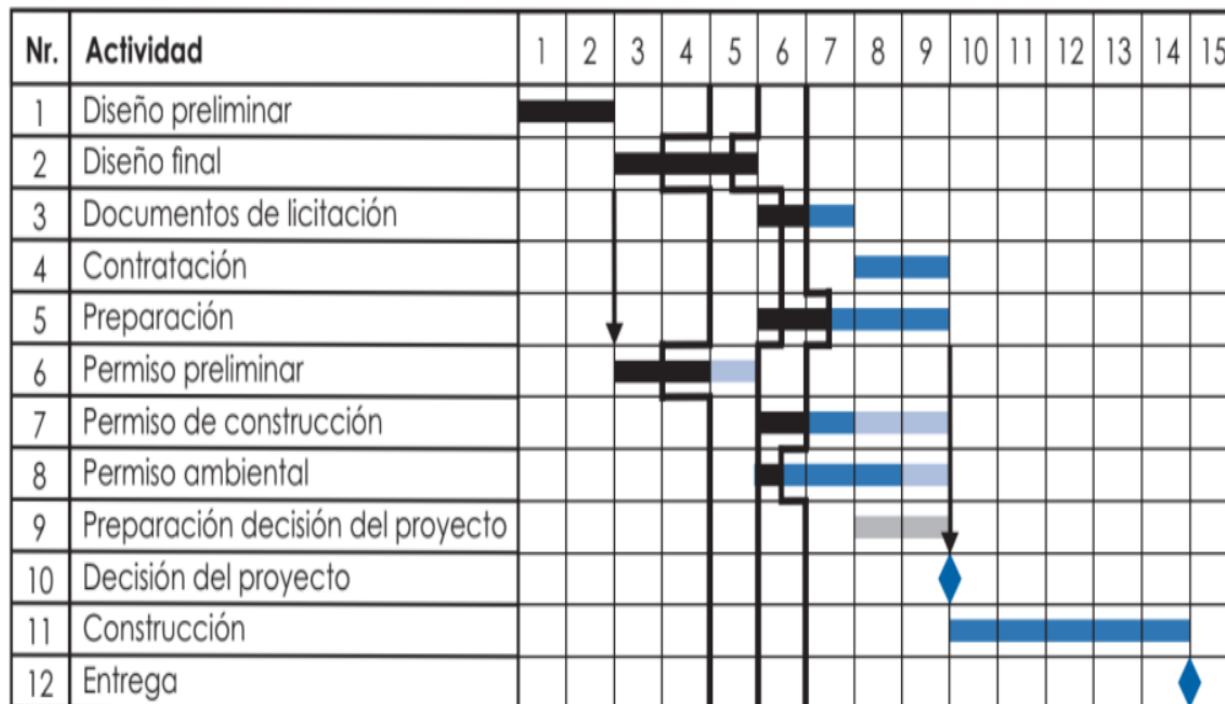 Nr. Actividad 1 2 3 4 5 6 7 8 9 10 11 12 13 14 15
1 Diseño preliminar
2 Diseño final
3 Documentos de licitación
4 Contratación
5 Preparación
6 Permiso preliminar
7 Permiso de construcción
8 Permiso ambiental
9 Preparación decisión del proyecto
10 Decisión del proyecto
11 Construcción
12 Entrega